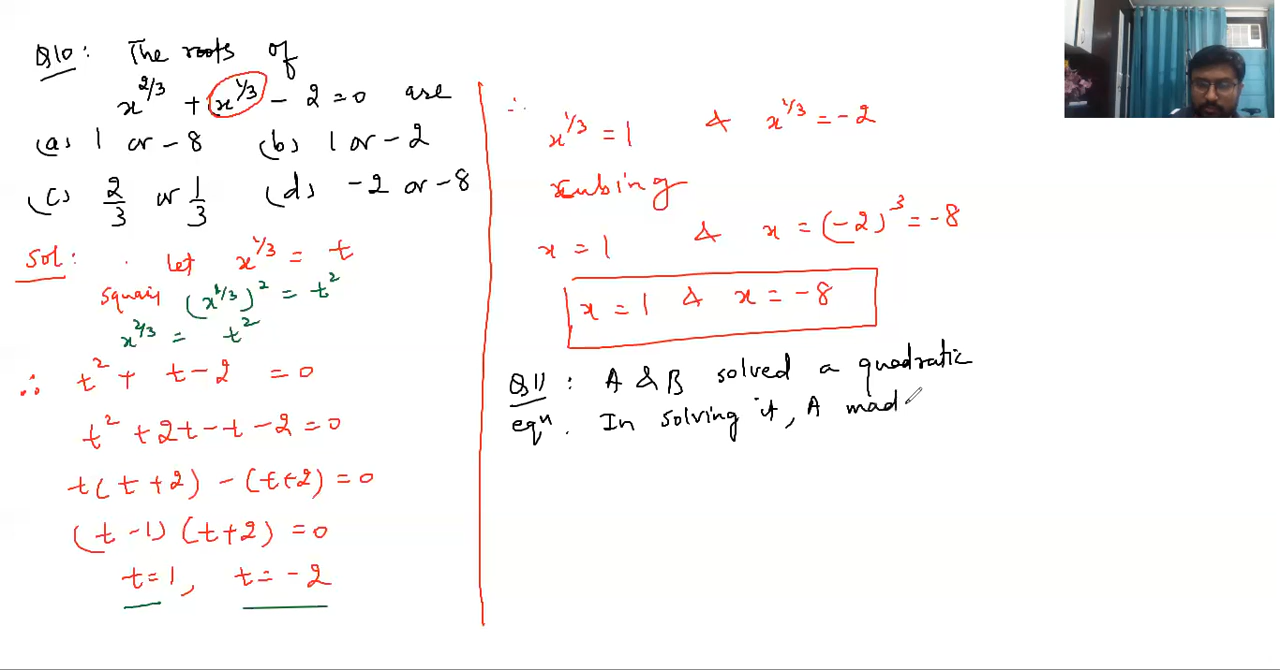 Q10: The roots of
x^{2/3} + x^{1/3} - 2 = 0 are
(a) 1 or -8 (b) 1 or -2
(c) 2/3 or 1/3 (d) -2 or -8
Sol: . let x^{1/3} = t
(x^{1/3})^2 = t^2
x^{2/3} = t^2
∴ t^2 + t - 2 = 0
t^2 + 2t - t - 2 = 0
t(t+2) - (t+2) = 0
(t-1)(t+2) = 0
t=1, t=-2
∴
x^{1/3} = 1 & x^{1/3} = -2
cubing
x = 1 & x = (-2)^3 = -8
x = 1 & x = -8
Q11: A & B solved a quadratic
eqn. In solving it, A mad